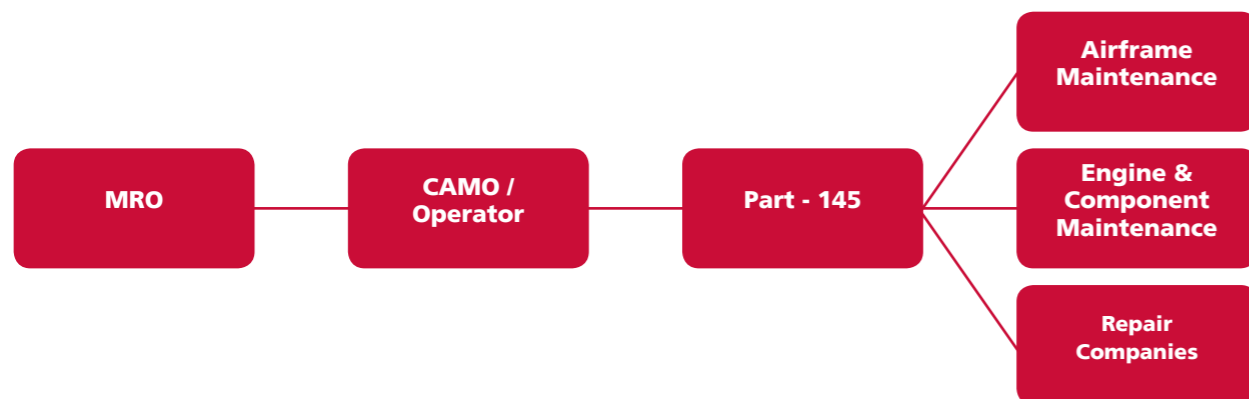 MRO
CAMO /
Operator
Part - 145
Airframe
Maintenance
Engine &
Component
Maintenance
Repair
Companies